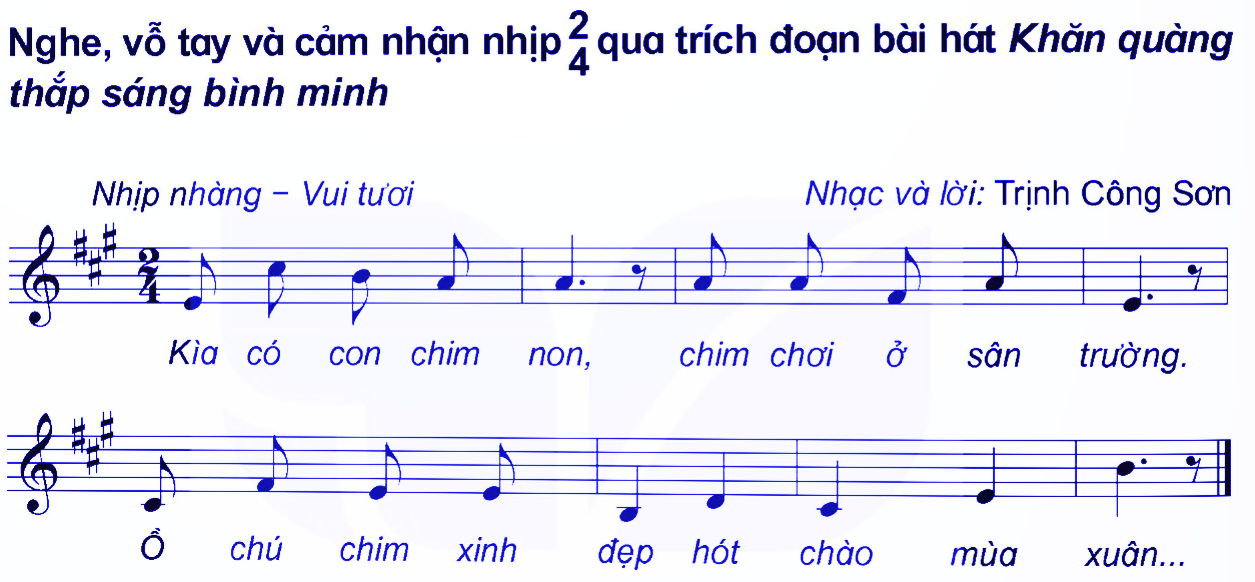 Nghe, vỗ tay và cảm nhận nhịp 2/4 qua trích đoạn bài hát Khăn quàng
thắp sáng bình minh
Nhịp nhàng – Vui tươi Nhạc và lời: Trịnh Công Sơn
2/4
Kìa có con chim non, chim chơi ở sân trường.
Ồ chú chim xinh đẹp hót chào mùa xuân...